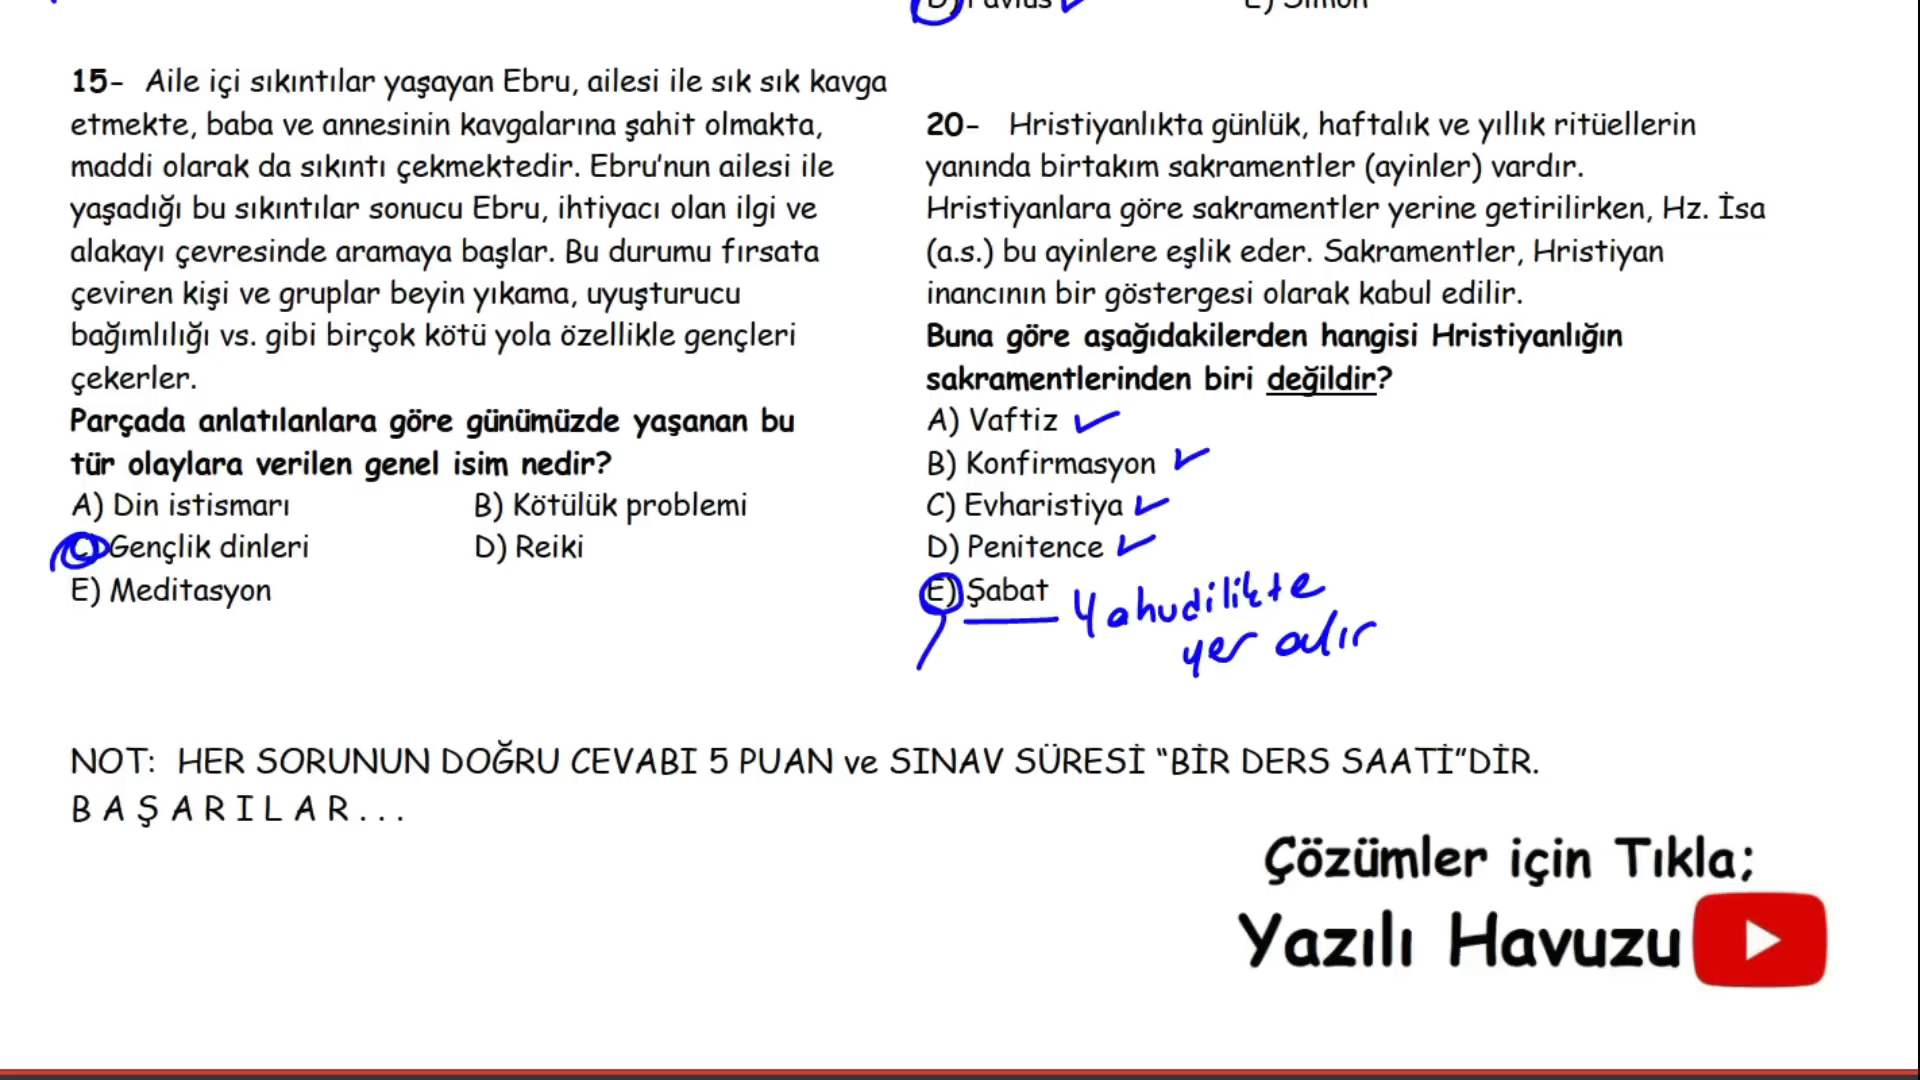 D) Pavlus
E) Simon
15- Aile içi sıkıntılar yaşayan Ebru, ailesi ile sık sık kavga
etmekte, baba ve annesinin kavgalarına şahit olmakta,
maddi olarak da sıkıntı çekmektedir. Ebru’nun ailesi ile
yaşadığı bu sıkıntılar sonucu Ebru, ihtiyacı olan ilgi ve
alakayı çevresinde aramaya başlar. Bu durumu fırsata
çeviren kişi ve gruplar beyin yıkama, uyuşturucu
bağımlılığı vs. gibi birçok kötü yola özellikle gençleri
çekerler.
Parçada anlatılanlara göre günümüzde yaşanan bu
tür olaylara verilen genel isim nedir?
A) Din istismarı B) Kötülük problemi
C) Gençlik dinleri D) Reiki
E) Meditasyon
20- Hristiyanlıkta günlük, haftalık ve yıllık ritüellerin
yanında birtakım sakramentler (ayinler) vardır.
Hristiyanlara göre sakramentler yerine getirilirken, Hz. İsa
(a.s.) bu ayinlere eşlik eder. Sakramentler, Hristiyan
inancının bir göstergesi olarak kabul edilir.
Buna göre aşağıdakilerden hangisi Hristiyanlığın
sakramentlerinden biri değildir?
A) Vaftiz
B) Konfirmasyon
C) Evharistiya
D) Penitence
E) Şabat
Yahudilikte
yer alır
NOT: HER SORUNUN DOĞRU CEVABI 5 PUAN ve SINAV SÜRESİ “BİR DERS SAATİ”DİR.
B A Ş A R I L A R . . .
Çözümler için Tıkla;
Yazılı Havuzu